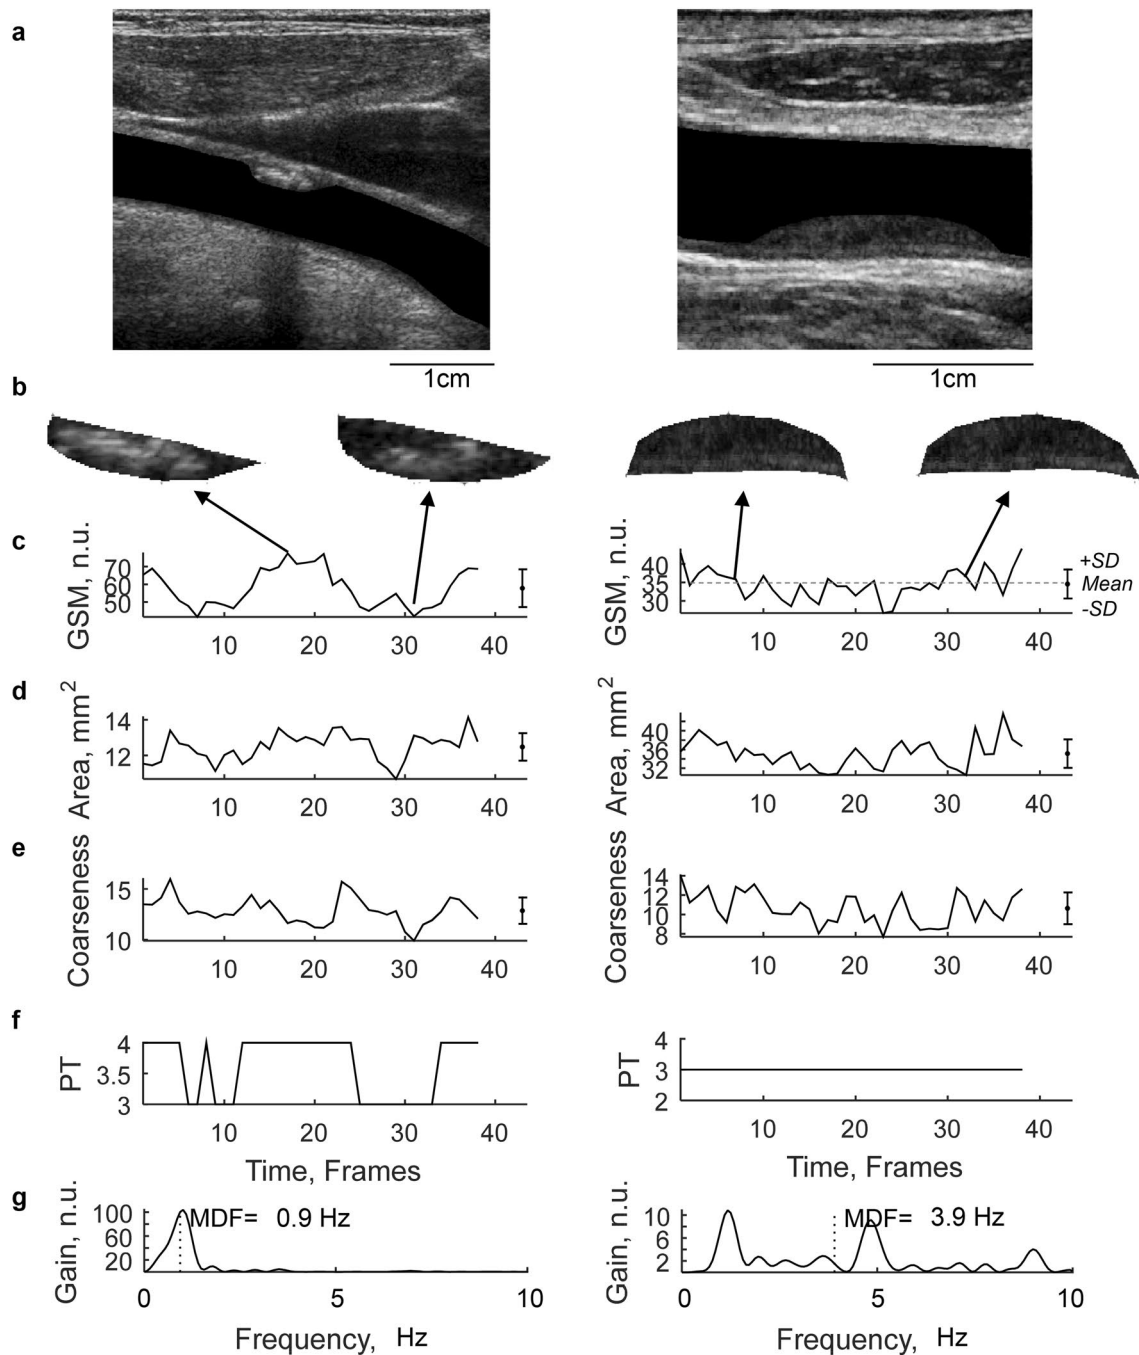 a
1cm
1cm
b
c
GSM, n.u.
70
60
50
10
20
30
40
GSM, n.u.
40
35
30
10
20
30
40
+SD
Mean
-SD
d
Area, mm2
14
12
10
20
30
40
Area, mm2
40
36
32
10
20
30
40
e
Coarseness
15
10
10
20
30
40
Coarseness
14
12
10
8
10
20
30
40
f
PT
4
3.5
3
10
20
30
40
Time, Frames
PT
4
3
2
10
20
30
40
Time, Frames
g
Gain, n.u.
100
60
20
MDF= 0.9 Hz
0
5
10
Frequency, Hz
Gain, n.u.
10
6
4
2
MDF= 3.9 Hz
0
5
10
Frequency, Hz